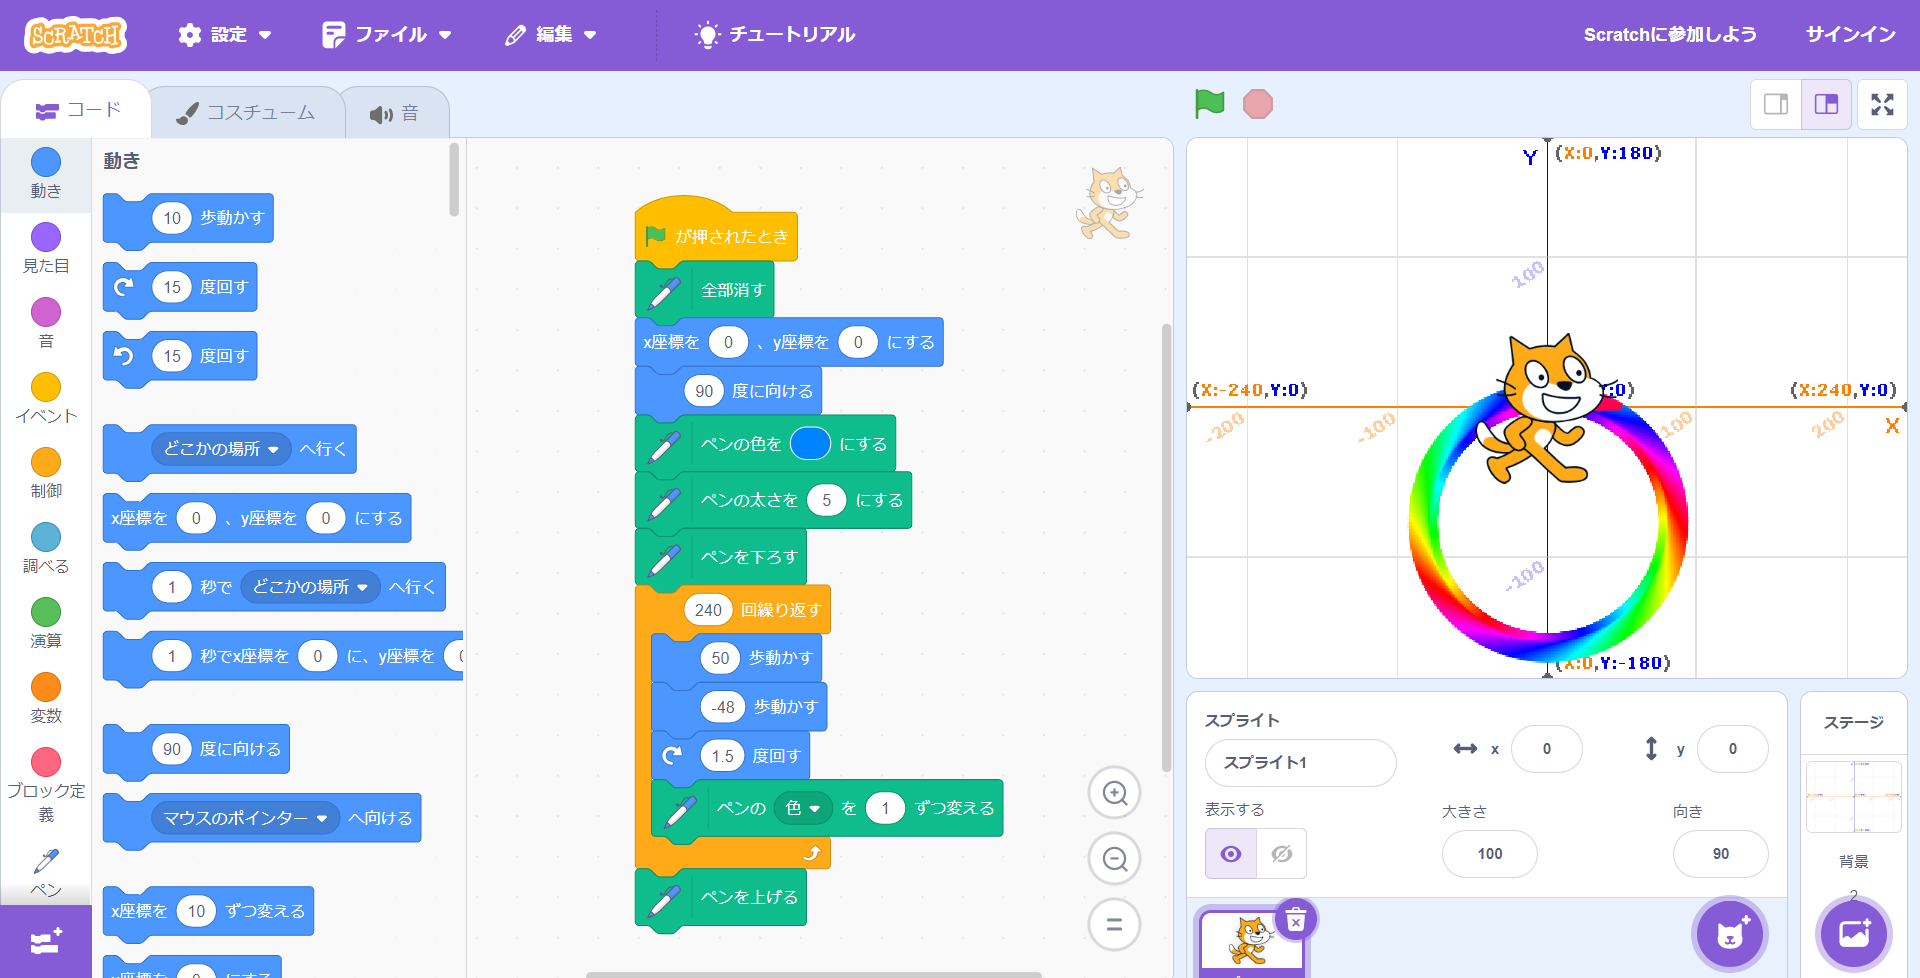 SCRATCH
設定
ファイル
編集
チュートリアル
Scratchに参加しよう
サインイン
コード
コスチューム
音
動き
見た目
音
イベント
制御
調べる
演算
変数
ブロック定
義
ペン
動き
10 歩動かす
15 度回す
15 度回す
どこかの場所 へ行く
x座標を 0 、y座標を 0 にする
1 秒で どこかの場所 へ行く
1 秒でx座標を 0 に、y座標を
90 度に向ける
マウスのポインター へ向ける
x座標を 10 ずつ変える
x座標を 0 にする
が押されたとき
全部消す
x座標を 0 、y座標を 0 にする
90 度に向ける
ペンの色を にする
ペンの太さを 5 にする
ペンを下ろす
240 回繰り返す
50 歩動かす
-48 歩動かす
1.5 度回す
ペンの 色 を 1 ずつ変える
ペンを上げる
Y (X:0,Y:180)
100
(X:-240,Y:0) :0) (X:240,Y:0)
-200 -100 100 200 X
-100
(X:0,Y:-180)
スプライト
スプライト1
x 0
y 0
表示する
大きさ
100
向き
90
ステージ
背景
2